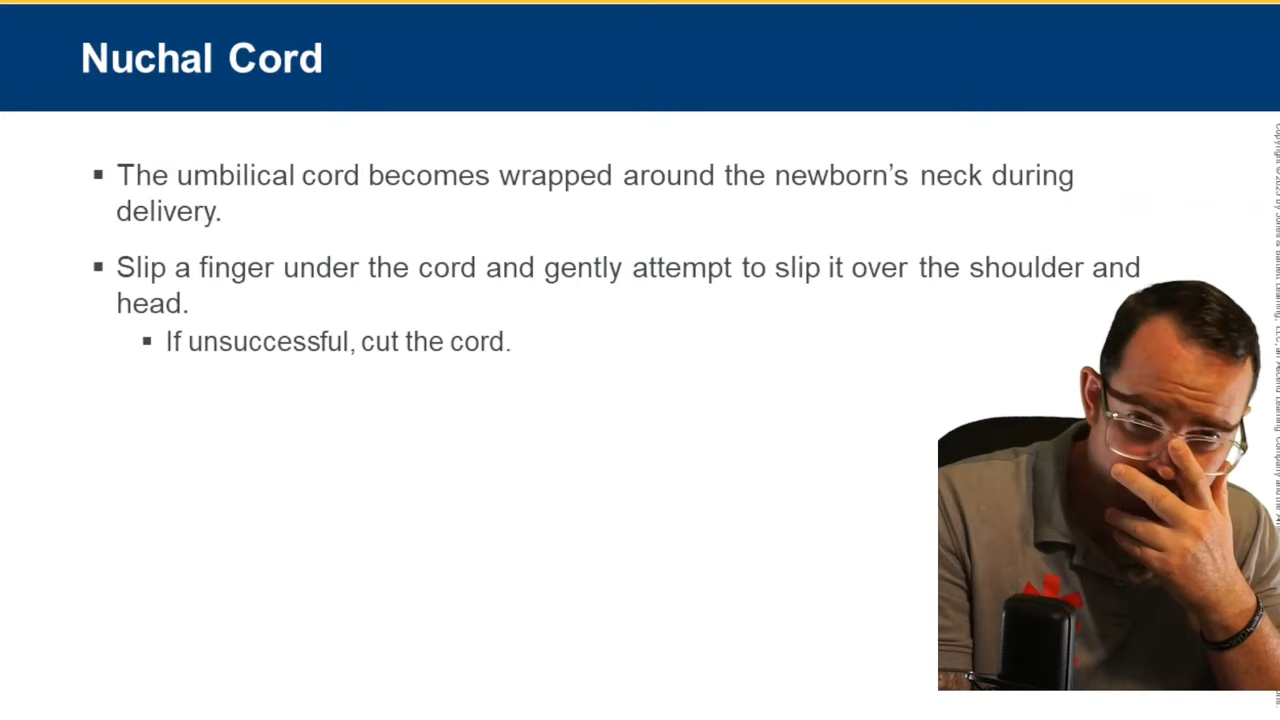 Nuchal Cord
▪ The umbilical cord becomes wrapped around the newborn’s neck during
delivery.
▪ Slip a finger under the cord and gently attempt to slip it over the shoulder and
head.
▪ If unsuccessful, cut the cord.